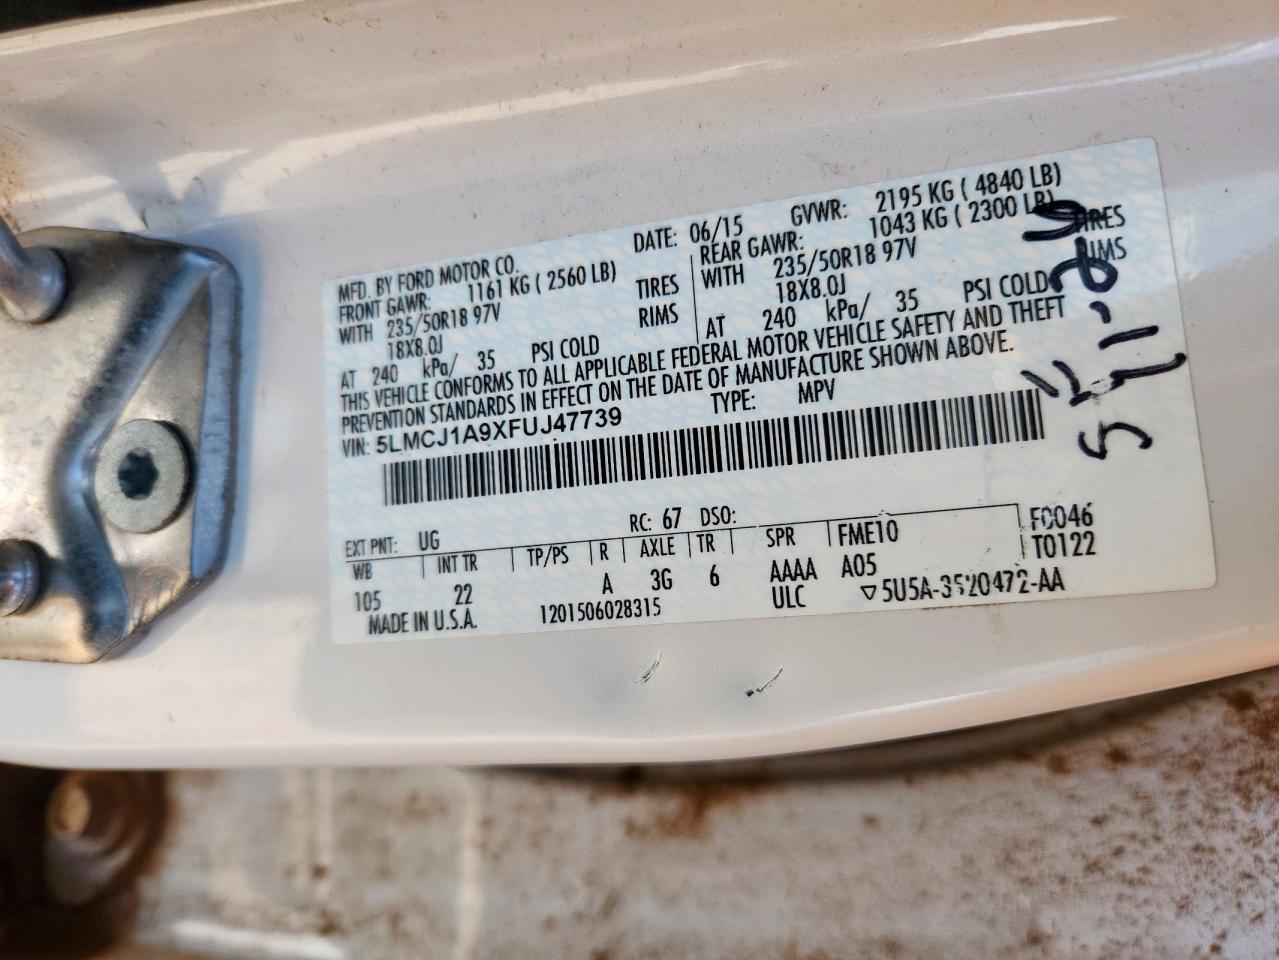 MFD. BY FORD MOTOR CO.
DATE: 06/15 GVWR: 2195 KG ( 4840 LB)
FRONT GAWR: 1161 KG ( 2560 LB)
WITH 235/50R18 97V TIRES
18X8.0J RIMS
AT 240 kPa/ 35 PSI COLD
REAR GAWR: 1043 KG ( 2300 LB)
WITH 235/50R18 97V TIRES
18X8.0J RIMS
AT 240 kPa/ 35 PSI COLD
THIS VEHICLE CONFORMS TO ALL APPLICABLE FEDERAL MOTOR VEHICLE SAFETY AND THEFT
PREVENTION STANDARDS IN EFFECT ON THE DATE OF MANUFACTURE SHOWN ABOVE.
VIN: 5LMCJ1A9XFUJ47739 TYPE: MPV
EXT PNT: UG RC: 67 DSO:
WB INT TR TP/PS R AXLE TR SPR FME10 F0046
105 22 A 3G 6 AAAA A05 T0122
MADE IN U.S.A. 1201506028315 ULC ▽5U5A-3520472-AA